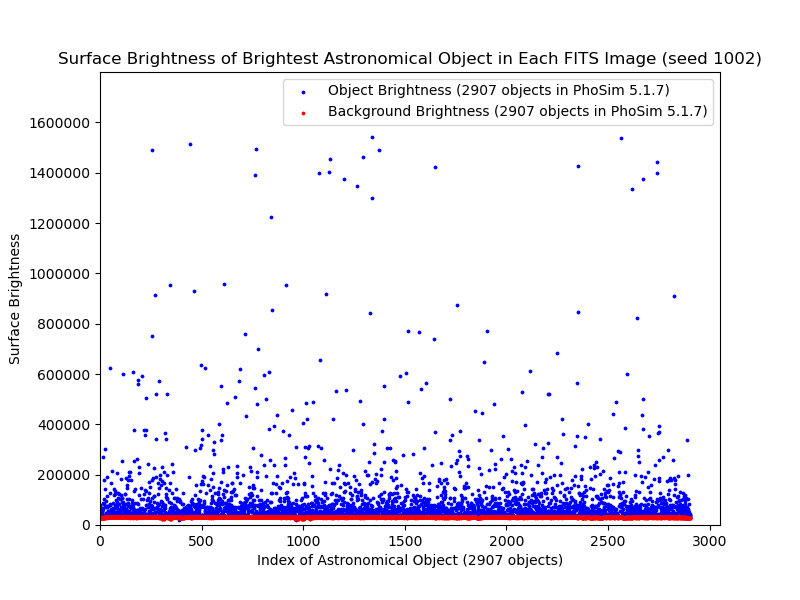 Surface Brightness of Brightest Astronomical Object in Each FITS Image (seed 1002)
Object Brightness (2907 objects in PhoSim 5.1.7)
Background Brightness (2907 objects in PhoSim 5.1.7)
Surface Brightness
1600000
1400000
1200000
1000000
800000
600000
400000
200000
0
0 500 1000 1500 2000 2500 3000
Index of Astronomical Object (2907 objects)